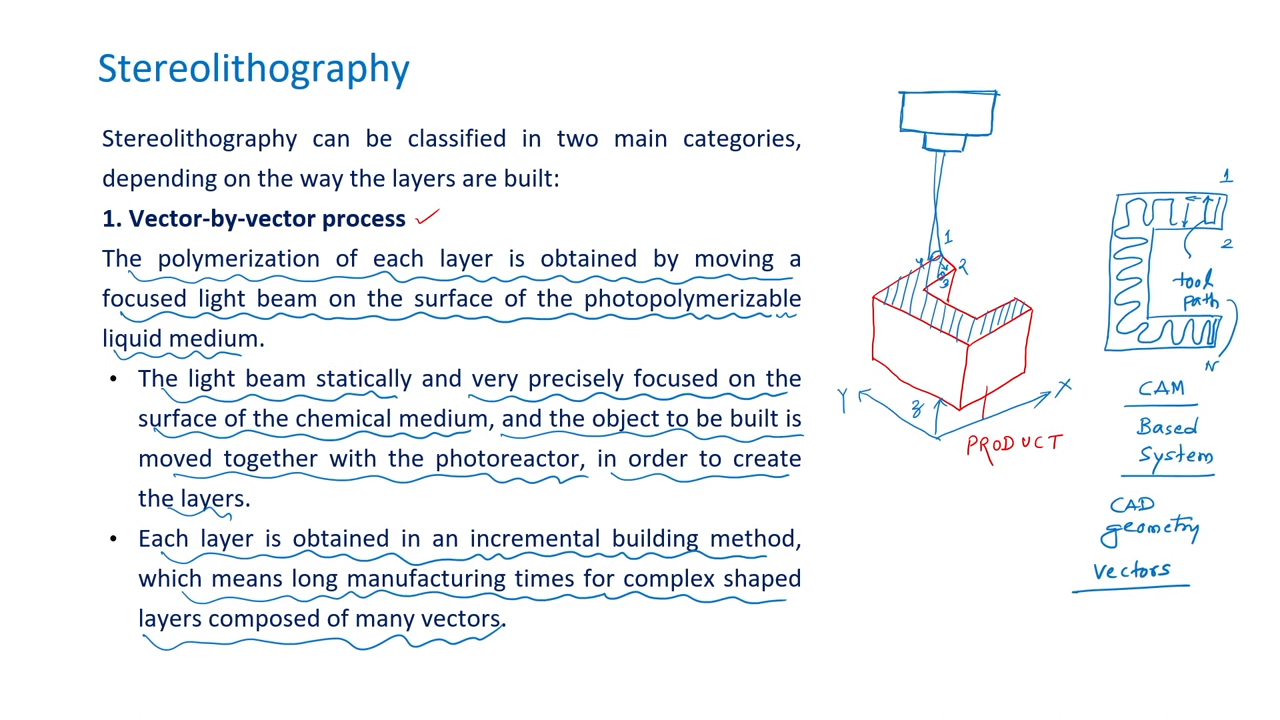 Stereolithography
Stereolithography can be classified in two main categories,
depending on the way the layers are built:
1. Vector-by-vector process
The polymerization of each layer is obtained by moving a
focused light beam on the surface of the photopolymerizable
liquid medium.
• The light beam statically and very precisely focused on the
surface of the chemical medium, and the object to be built is
moved together with the photoreactor, in order to create
the layers.
• Each layer is obtained in an incremental building method,
which means long manufacturing times for complex shaped
layers composed of many vectors.
1
2
3
Y
z
X
PRODUCT
1
2
tool
path
N
CAM
Based
System
CAD
geometry
vectors